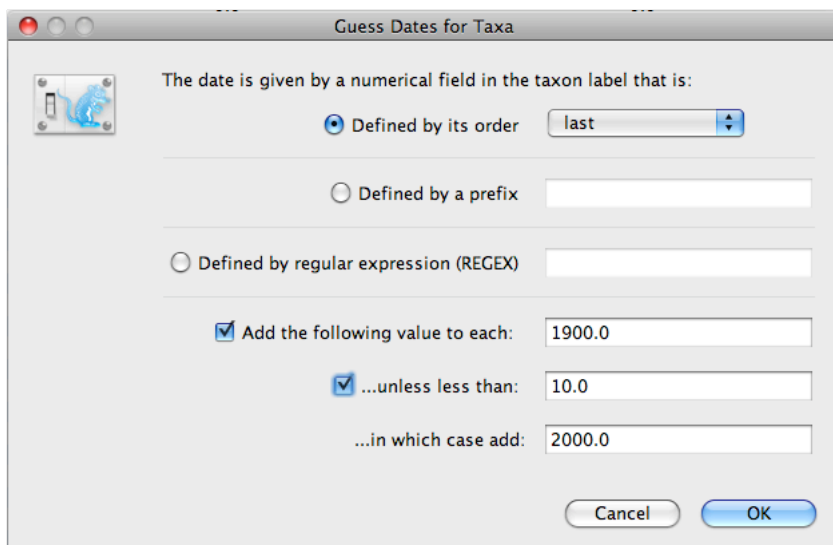 Guess Dates for Taxa
The date is given by a numerical field in the taxon label that is:
Defined by its order last
Defined by a prefix
Defined by regular expression (REGEX)
Add the following value to each: 1900.0
...unless less than: 10.0
...in which case add: 2000.0
Cancel OK